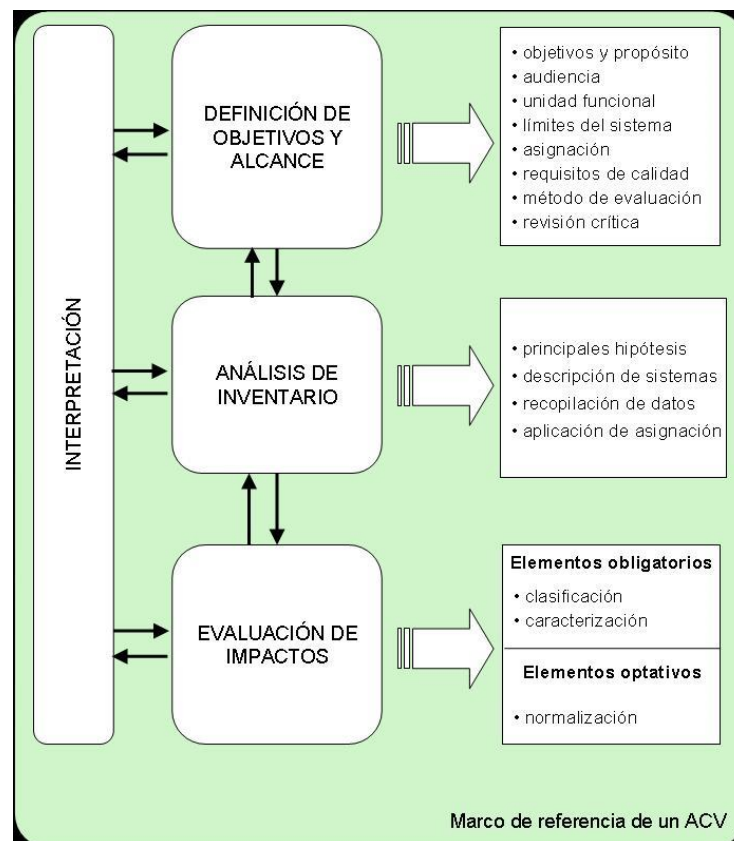 INTERPRETACIÓN
DEFINICIÓN DE
OBJETIVOS Y
ALCANCE
• objetivos y propósito
• audiencia
• unidad funcional
• límites del sistema
• asignación
• requisitos de calidad
• método de evaluación
• revisión crítica
ANÁLISIS DE
INVENTARIO
• principales hipótesis
• descripción de sistemas
• recopilación de datos
• aplicación de asignación
EVALUACIÓN DE
IMPACTOS
Elementos obligatorios
• clasificación
• caracterización
Elementos optativos
• normalización
Marco de referencia de un ACV